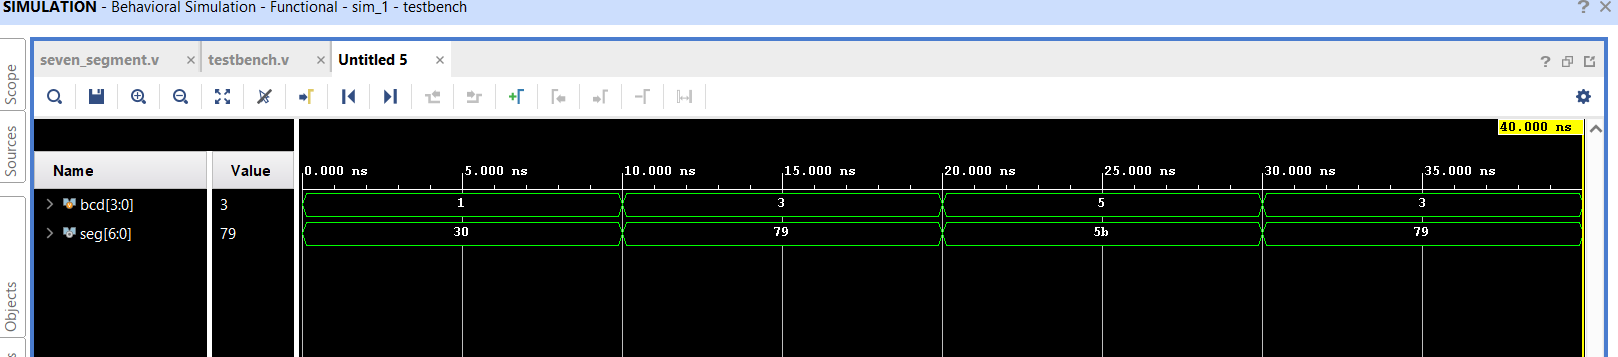 SIMULATION - Behavioral Simulation - Functional - sim_1 - testbench
? ×
seven_segment.v × testbench.v × Untitled 5 ×
Scope
Sources
Objects
40.000 ns
Name Value
0.000 ns 5.000 ns 10.000 ns 15.000 ns 20.000 ns 25.000 ns 30.000 ns 35.000 ns
bcd[3:0] 3 1 3 5 3
seg[6:0] 79 30 79 5b 79